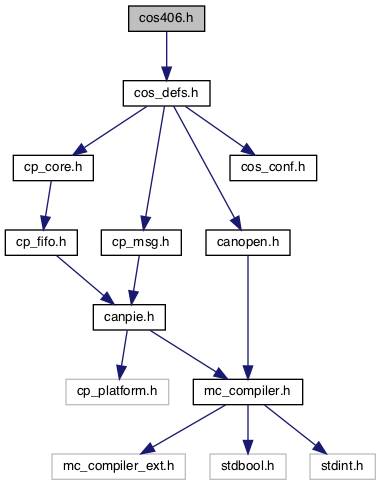 cos406.h
cos_defs.h
cp_core.h
cos_conf.h
cp_fifo.h
cp_msg.h
canopen.h
canpie.h
cp_platform.h
mc_compiler.h
mc_compiler_ext.h
stdbool.h
stdint.h